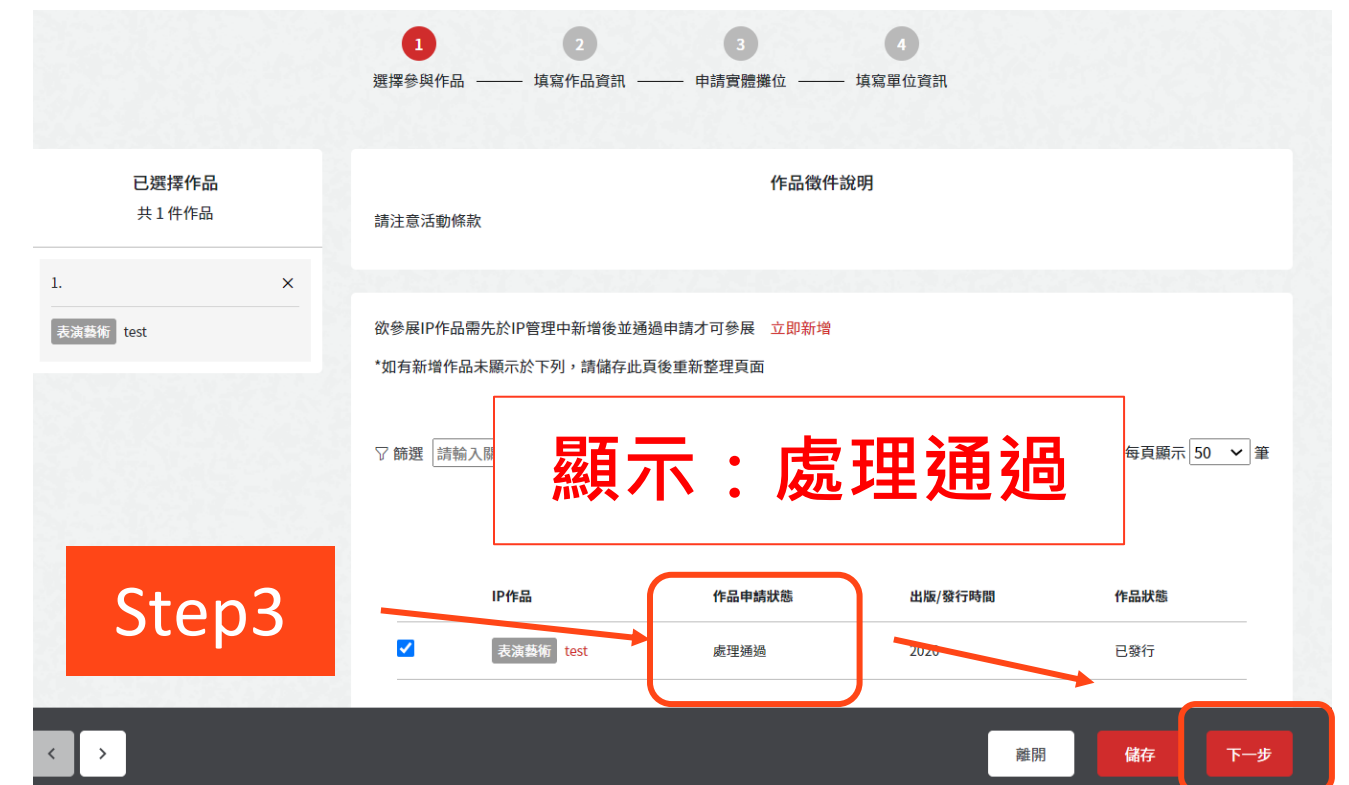 1 2 3 4
選擇參與作品 填寫作品資訊 申請實體攤位 填寫單位資訊
已選擇作品
共 1 件作品
1. ×
表演藝術 test
作品徵件說明
請注意活動條款
欲參展IP作品需先於IP管理中新增後並通過申請才可參展 立即新增
*如有新增作品未顯示於下列，請儲存此頁後重新整理頁面
篩選 請輸入關
每頁顯示 50 筆
顯示：處理通過
Step3
IP作品 作品申請狀態 出版/發行時間 作品狀態
表演藝術 test 處理通過 2020 已發行
< >
離開 儲存 下一步